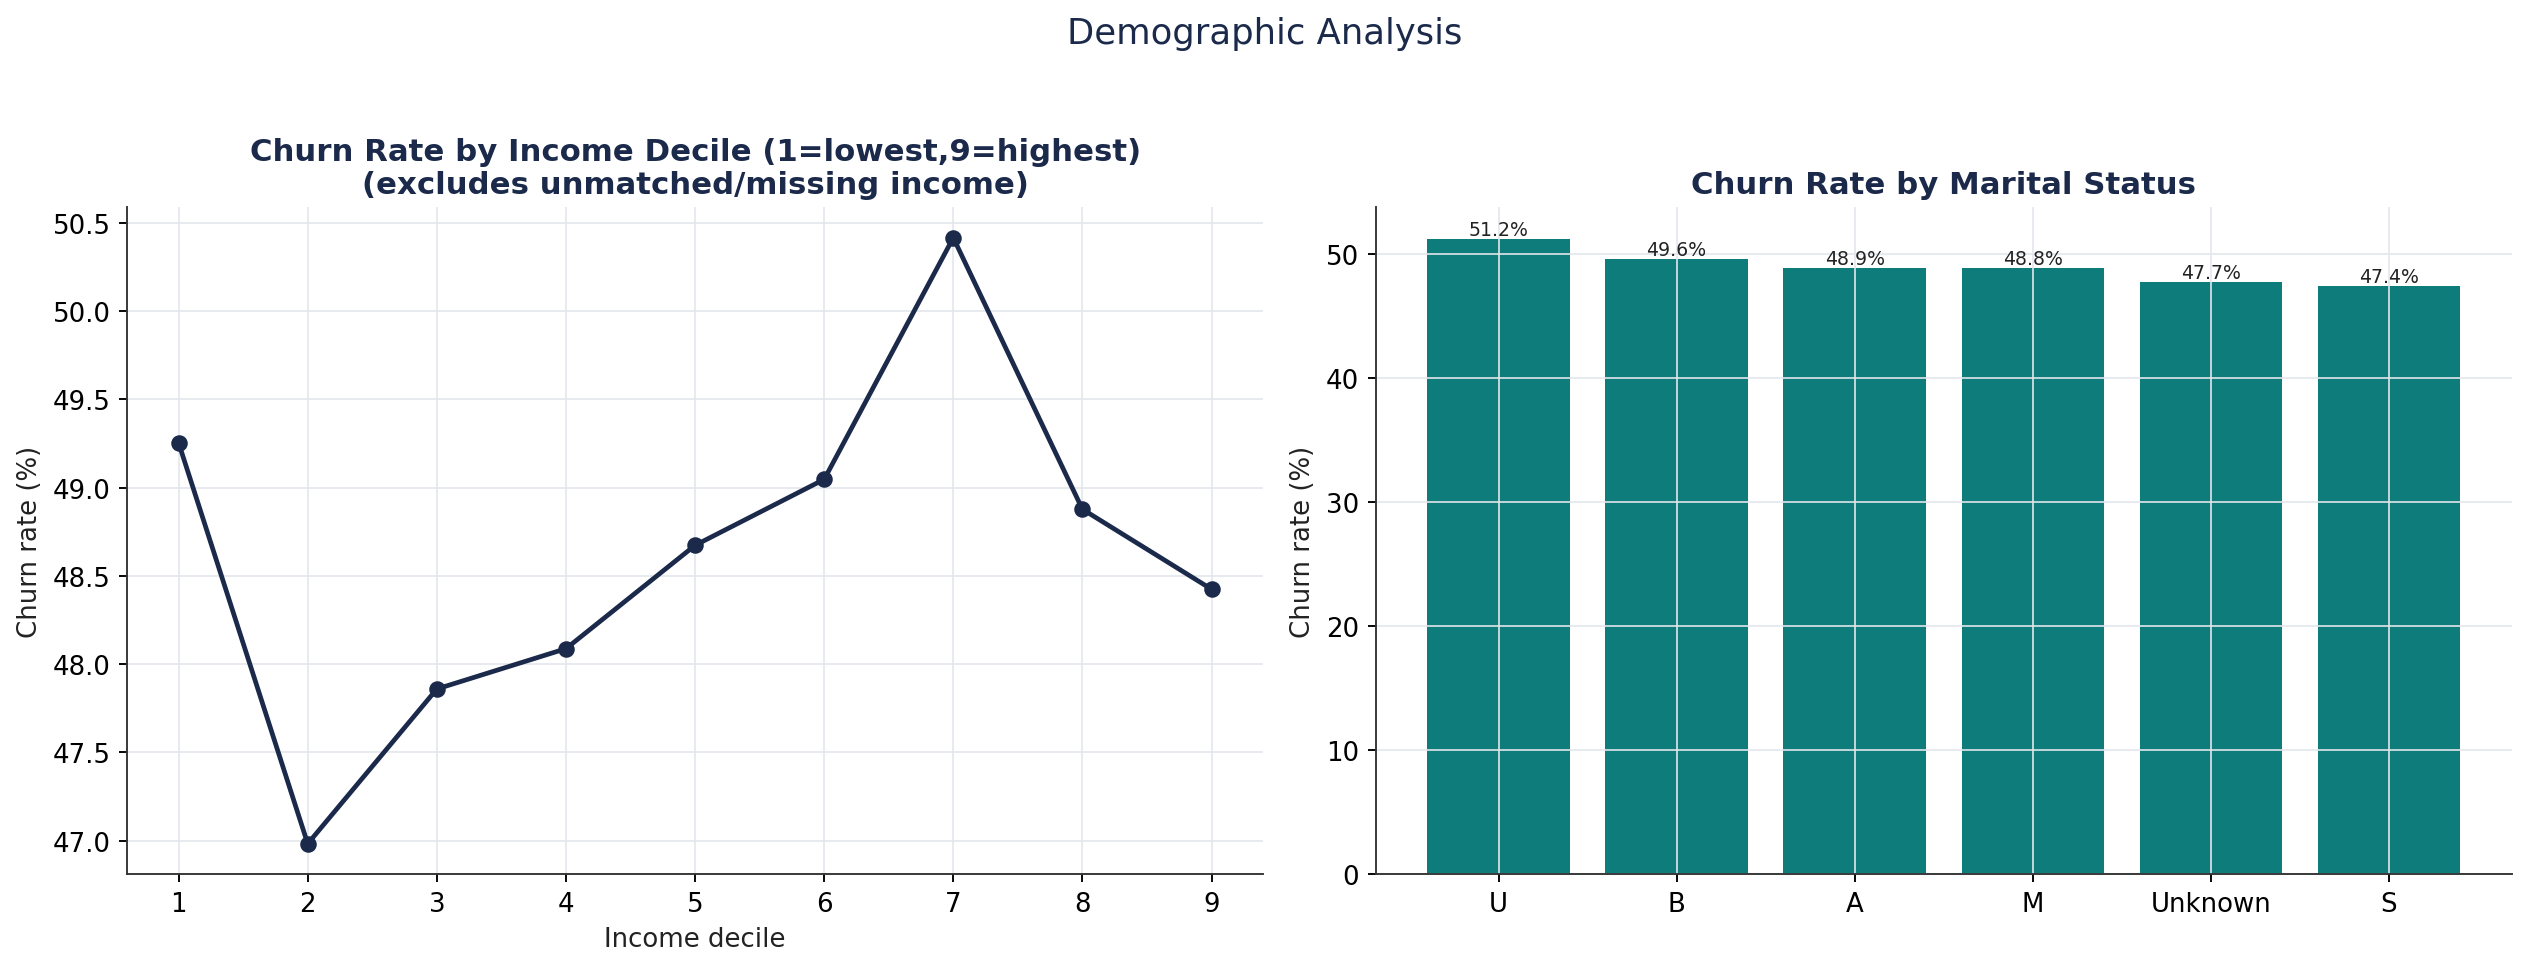 Demographic Analysis
Churn Rate by Income Decile (1=lowest,9=highest)
(excludes unmatched/missing income)
Churn rate (%)
50.5
50.0
49.5
49.0
48.5
48.0
47.5
47.0
1 2 3 4 5 6 7 8 9
Income decile
Churn Rate by Marital Status
Churn rate (%)
50
40
30
20
10
0
51.2% 49.6% 48.9% 48.8% 47.7% 47.4%
U B A M Unknown S